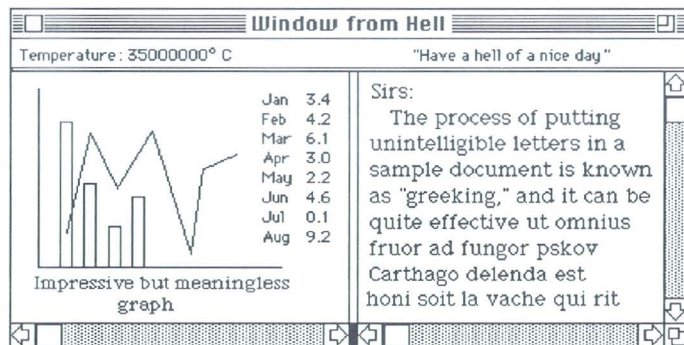 Window from Hell
Temperature: 35000000° C
"Have a hell of a nice day"
Jan 3.4
Feb 4.2
Mar 6.1
Apr 3.0
May 2.2
Jun 4.6
Jul 0.1
Aug 9.2
Impressive but meaningless
graph
Sirs:
The process of putting
unintelligible letters in a
sample document is known
as "greeking," and it can be
quite effective ut omnius
fruor ad fungor pskov
Carthago delenda est
honi soit la vache qui rit